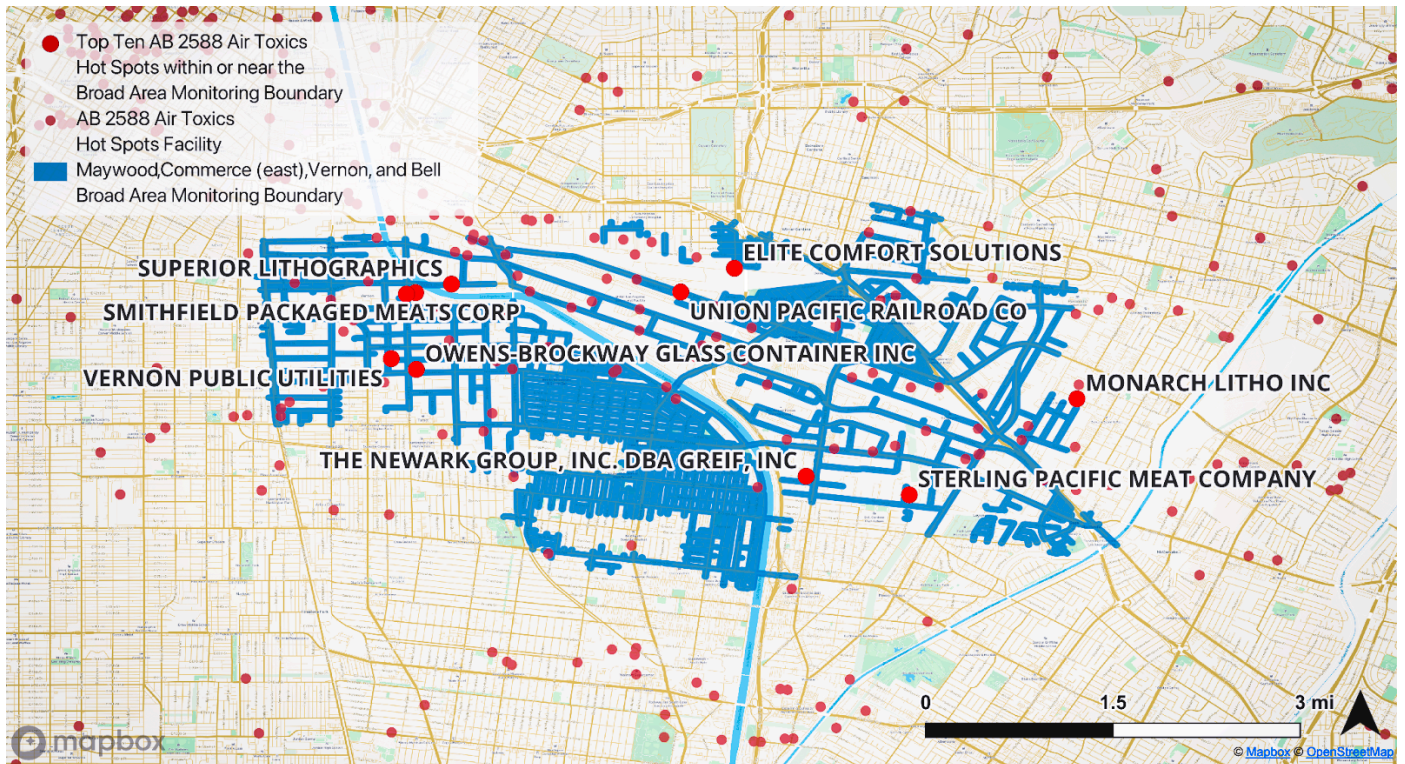 Top Ten AB 2588 Air Toxics
Hot Spots within or near the
Broad Area Monitoring Boundary
AB 2588 Air Toxics
Hot Spots Facility
Maywood,Commerce (east),Vernon, and Bell
Broad Area Monitoring Boundary
ELITE COMFORT SOLUTIONS
SUPERIOR LITHOGRAPHICS
SMITHFIELD PACKAGED MEATS CORP
UNION PACIFIC RAILROAD CO
OWENS-BROCKWAY GLASS CONTAINER INC
VERNON PUBLIC UTILITIES
MONARCH LITHO INC
THE NEWARK GROUP, INC. DBA GREIF, INC
STERLING PACIFIC MEAT COMPANY
0 1.5 3 mi
mapbox
© Mapbox © OpenStreetMap